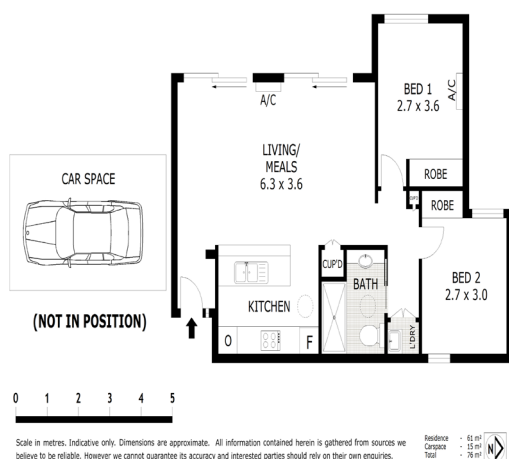 BED 1
2.7 x 3.6
A/C
A/C
LIVING/
MEALS
6.3 x 3.6
ROBE
CAR SPACE
ROBE
CUP'D
BATH
BED 2
2.7 x 3.0
KITCHEN
(NOT IN POSITION)
O
F
L'DRY
0 1 2 3 4 5
Scale in metres. Indicative only. Dimensions are approximate. All information contained herein is gathered from sources we
believe to be reliable. However we cannot guarantee its accuracy and interested parties should rely on their own enquiries.
Residence - 61 m²
Carspace - 15 m²
Total - 76 m²
N